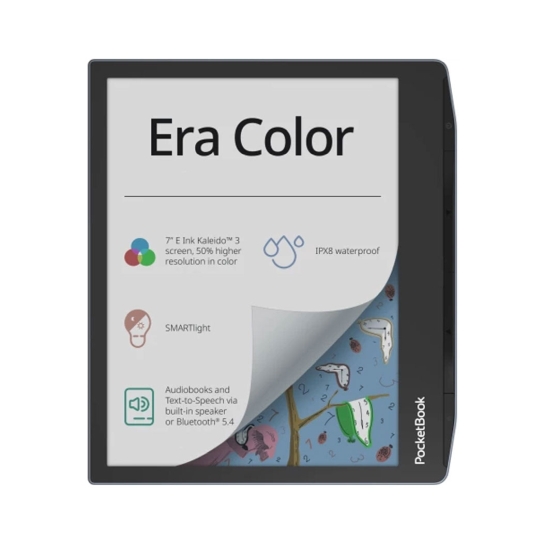 Era Color
7" E Ink Kaleido™ 3
screen, 50% higher
resolution in color
IPX8 waterproof
SMARTlight
Audiobooks and
Text-to-Speech via
built-in speaker
or Bluetooth® 5.4
PocketBook